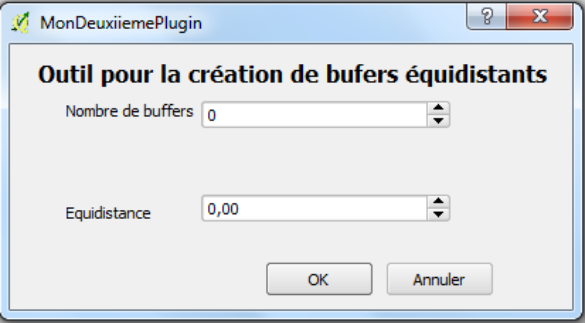 MonDeuxiiemePlugin
?
Outil pour la création de bufers équidistants
Nombre de buffers 0
Equidistance 0,00
OK Annuler